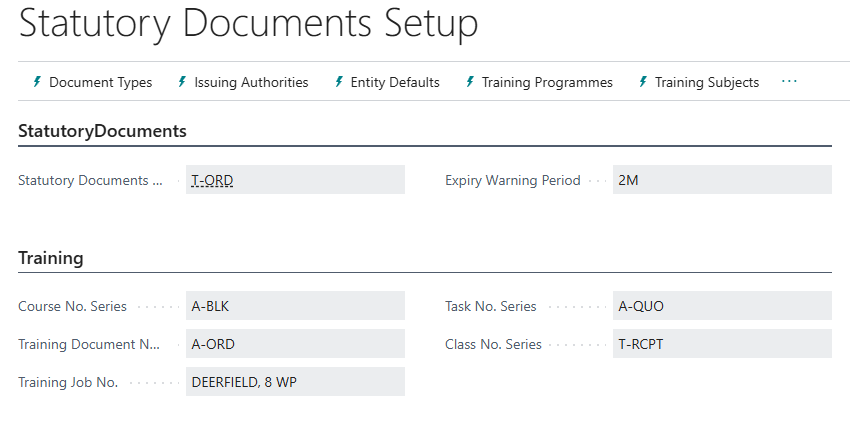 Statutory Documents Setup
Document Types Issuing Authorities Entity Defaults Training Programmes Training Subjects ...
StatutoryDocuments
Statutory Documents ... T-ORD Expiry Warning Period 2M
Training
Course No. Series A-BLK Task No. Series A-QUO
Training Document N... A-ORD Class No. Series T-RCPT
Training Job No. DEERFIELD, 8 WP